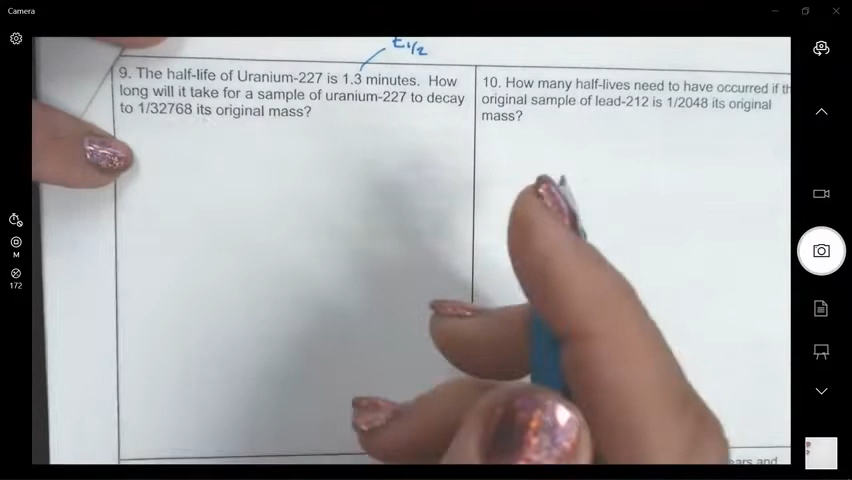 Camera
t1/2
9. The half-life of Uranium-227 is 1.3 minutes. How
long will it take for a sample of uranium-227 to decay
to 1/32768 its original mass?
10. How many half-lives need to have occurred if
original sample of lead-212 is 1/2048 its original
mass?
M
172
and